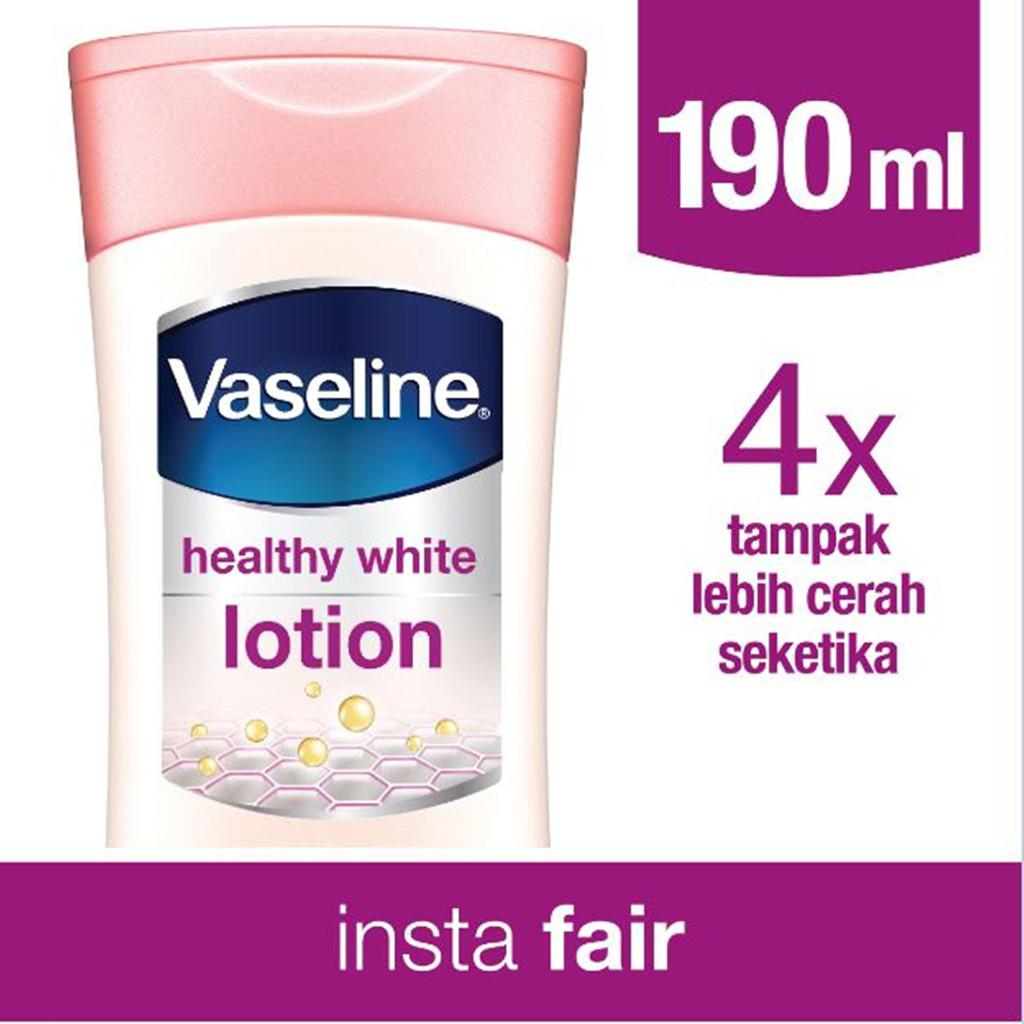 190 ml
Vaseline®
healthy white
lotion
4x
tampak
lebih cerah
seketika
insta fair